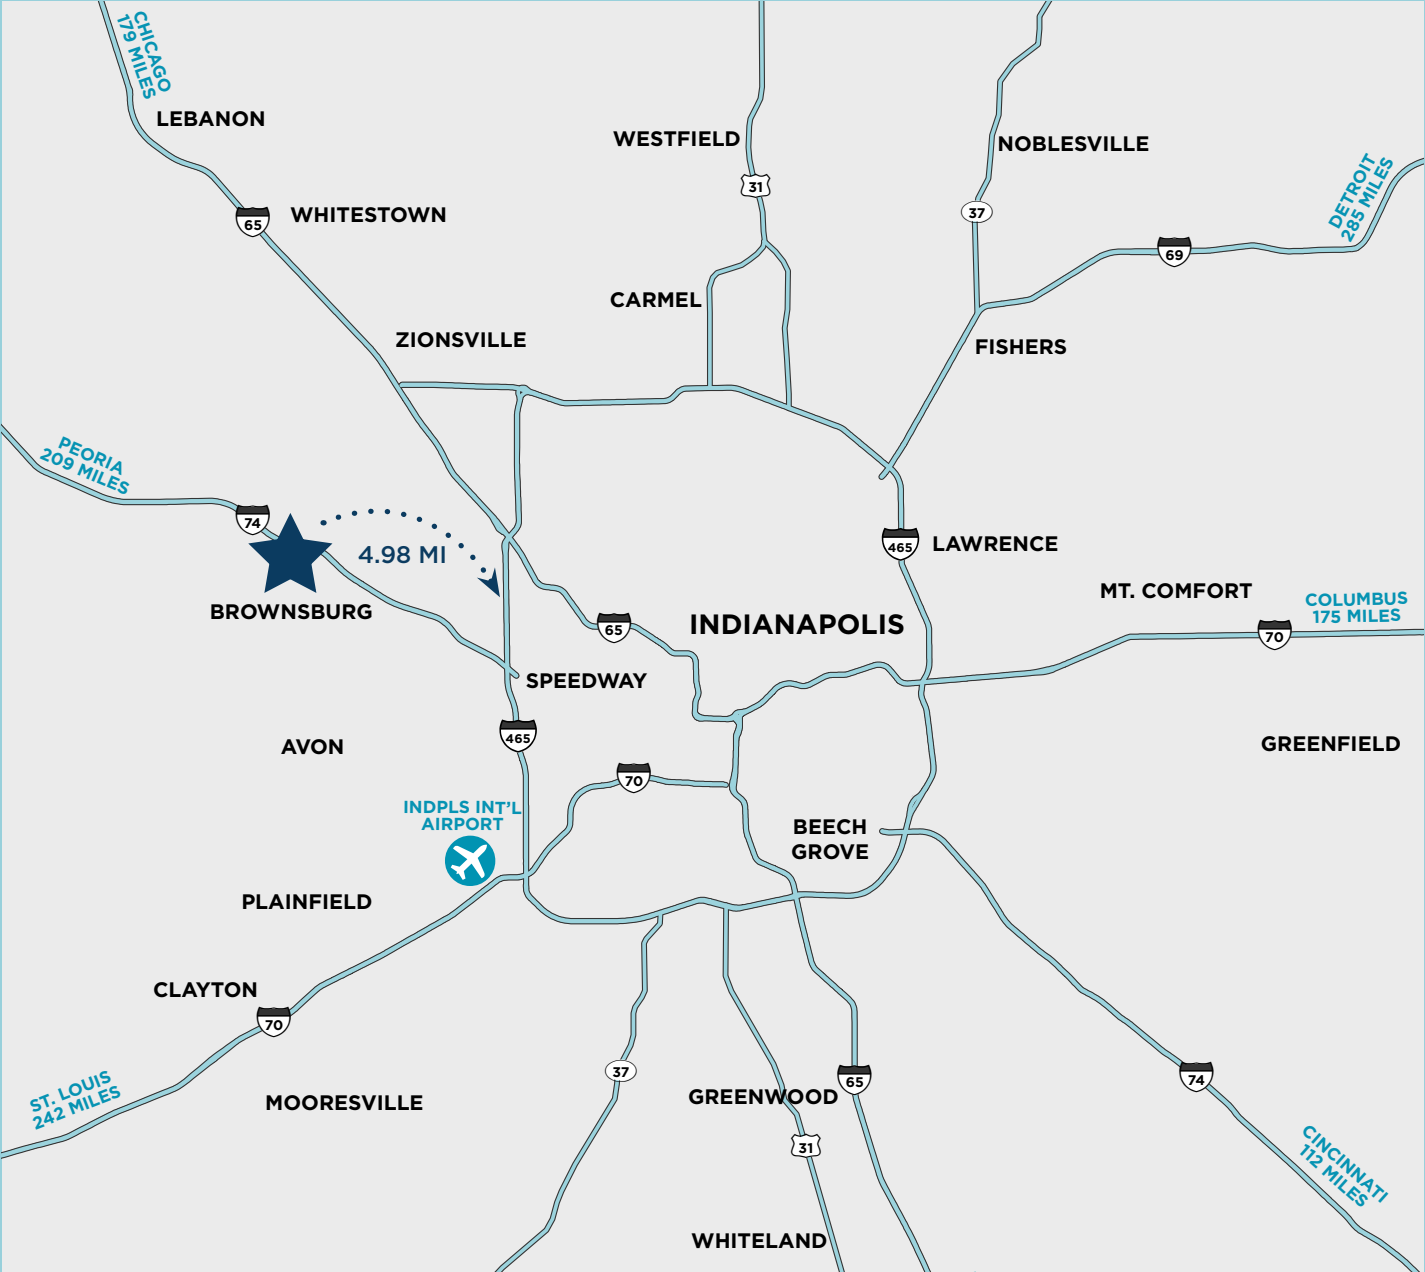 CHICAGO
179 MILES
LEBANON
WESTFIELD
NOBLESVILLE
31
37
DETROIT
285 MILES
65
WHITESTOWN
69
CARMEL
ZIONSVILLE
FISHERS
PEORIA
209 MILES
74
4.98 MI
465
LAWRENCE
MT. COMFORT
COLUMBUS
175 MILES
BROWNSBURG
65
INDIANAPOLIS
70
SPEEDWAY
AVON
465
GREENFIELD
70
INDPLS INT'L
AIRPORT
BEECH
GROVE
PLAINFIELD
CLAYTON
70
ST. LOUIS
242 MILES
MOORESVILLE
37
GREENWOOD
65
74
31
CINCINNATI
112 MILES
WHITELAND